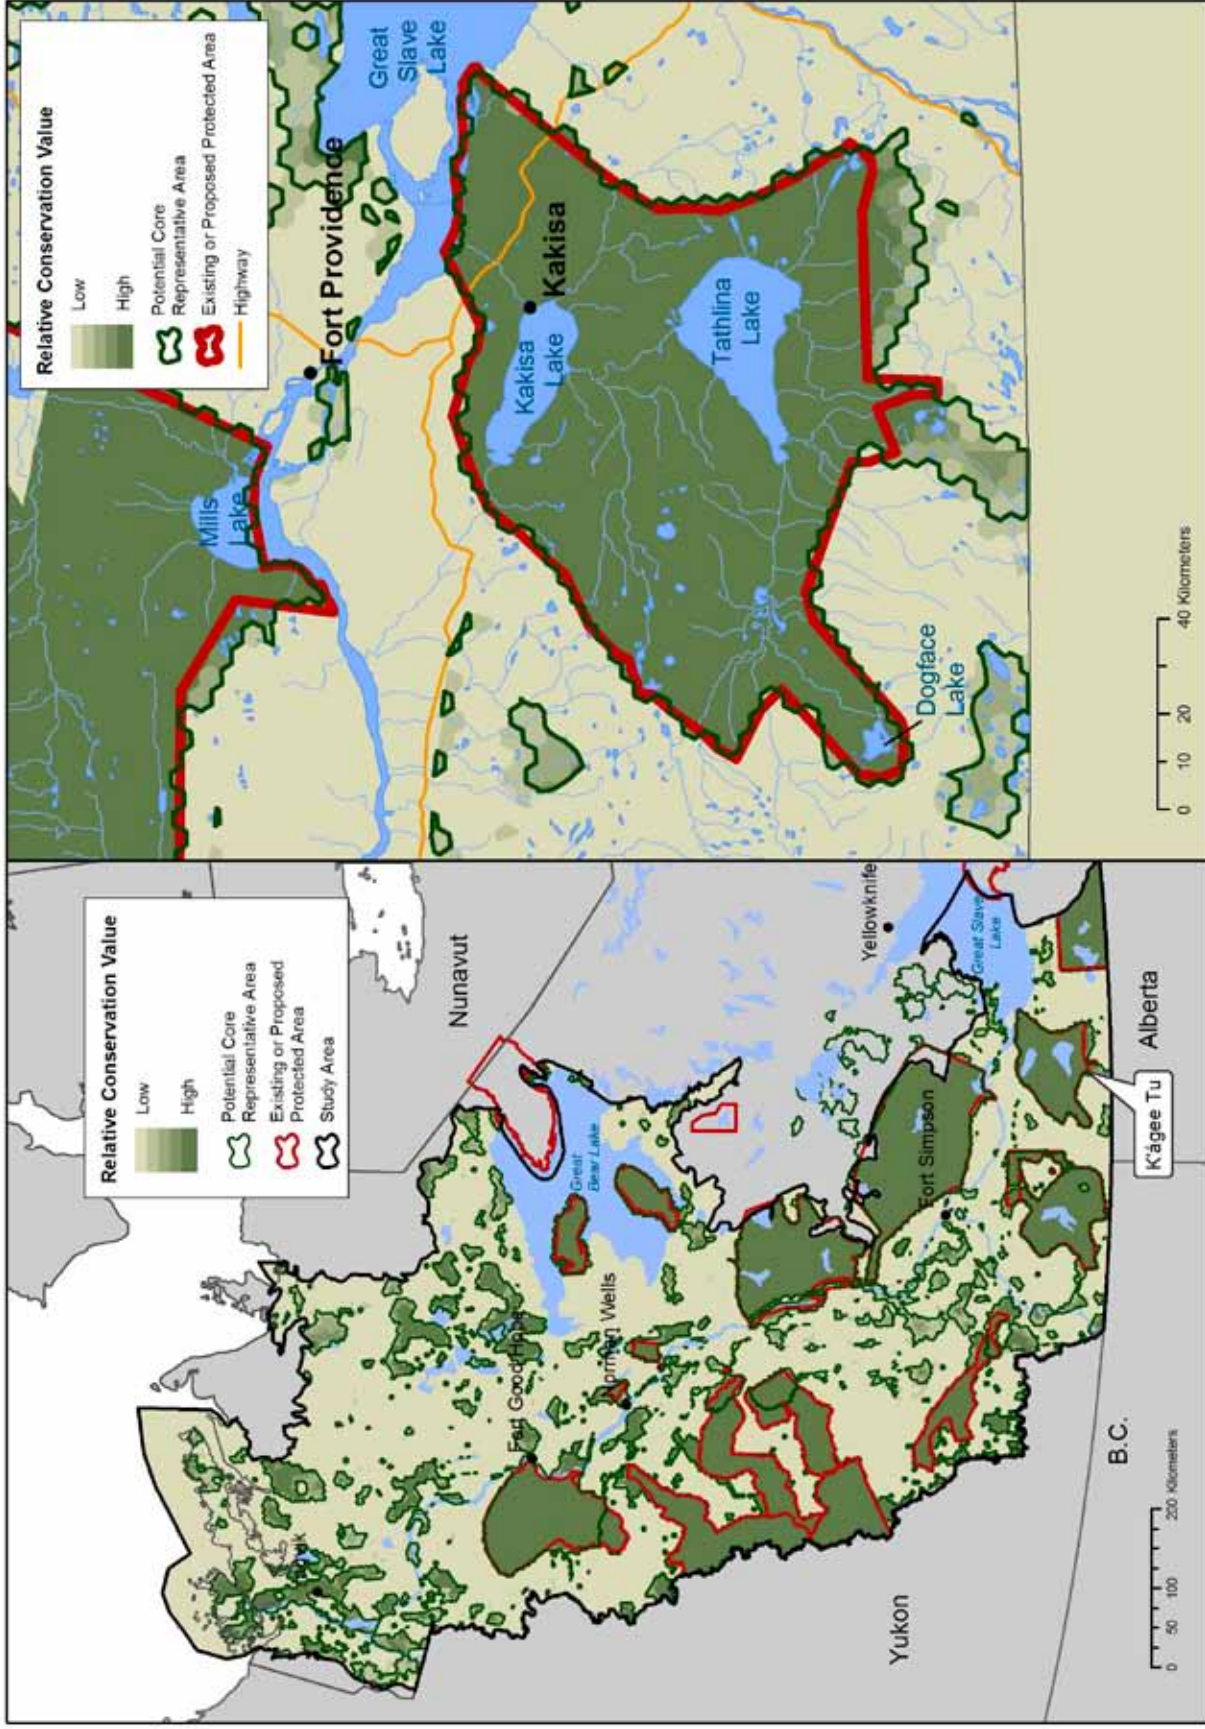 Relative Conservation Value
Low
High
Potential Core
Representative Area
Existing or Proposed
Protected Area
Study Area
Nunavut
Great
Bear Lake
Inuvik
Fort Good Hope
Norman Wells
Yellowknife
Great Slave
Lake
Fort Simpson
K'ágee Tu
Alberta
B.C.
Yukon
0 50 100 200 Kilometers
Relative Conservation Value
Low
High
Potential Core
Representative Area
Existing or Proposed Protected Area
Highway
Great
Slave
Lake
Fort Providence
Mills
Lake
Kakisa
Kakisa
Lake
Tathlina
Lake
Dogface
Lake
0 10 20 40 Kilometers